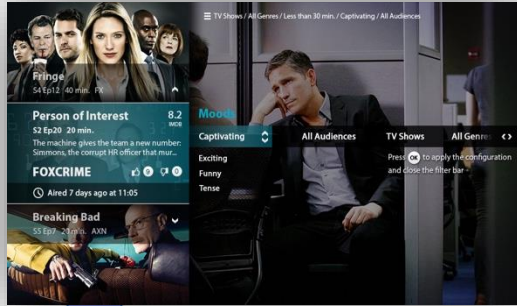 TV Shows / All Genres / Less than 30 min. / Captivating / All Audiences
Fringe
S4 Ep12 40 min. FX
Person of Interest
8.2
IMDB
S2 Ep20 20 min.
The machine gives the team a new number:
Simmons, the corrupt HR officer that mur...
FOXCRIME
0
0
Aired 7 days ago at 11:05
Breaking Bad
S5 Ep7 20 min. AXN
Moods
Captivating
All Audiences
TV Shows
All Genres
Exciting
Funny
Tense
Press OK to apply the configuration
and close the filter bar